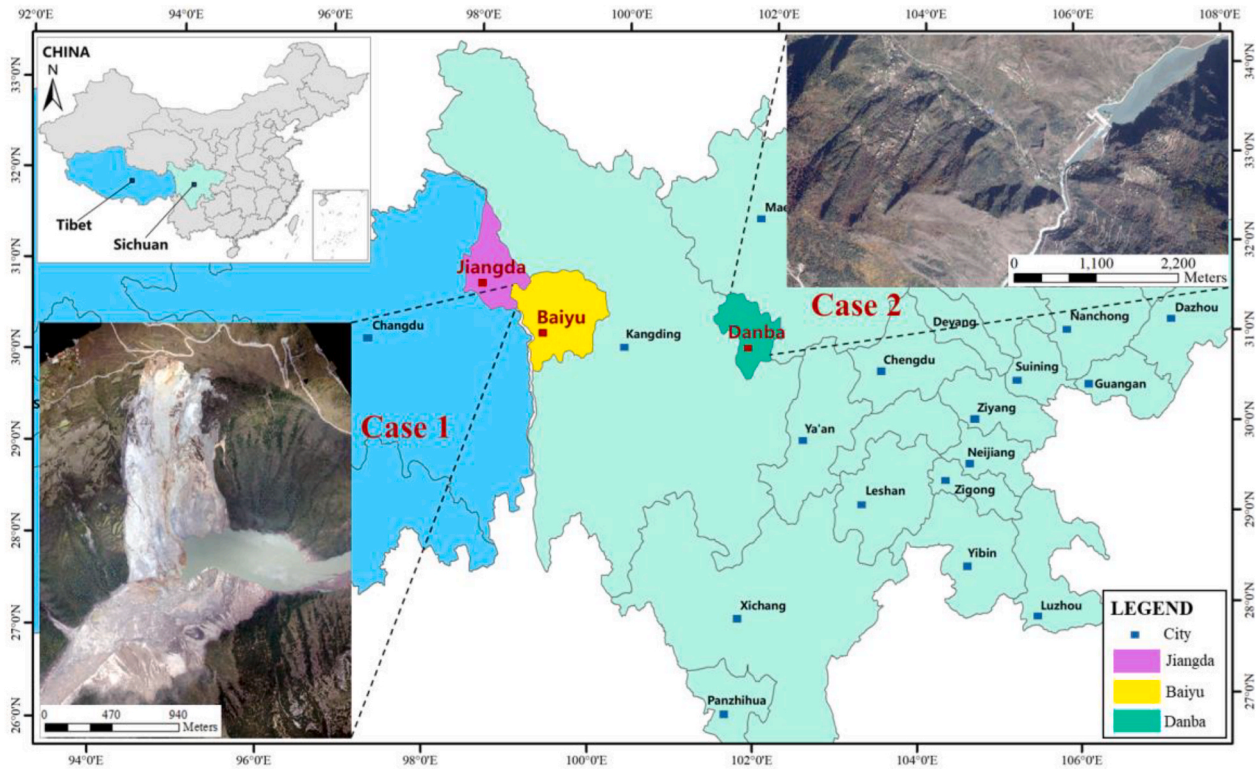 92°0'E 94°0'E 96°0'E 98°0'E 100°0'E 102°0'E 104°0'E 106°0'E 108°0'E
33°0'N
32°0'N
31°0'N
30°0'N
29°0'N
28°0'N
27°0'N
26°0'N
CHINA
N
Tibet
Sichuan
Jiangda
Baiyu
Changdu
Kangding
Danba
Case 1
Case 2
0 1,100 2,200
Meters
Deyang
Nanchong
Dazhou
Chengdu
Suining
Guangan
Ziyang
Ya'an
Neijiang
Zigong
Leshan
Yibin
Luzhou
Xichang
Panzhihua
0 470 940
Meters
LEGEND
City
Jiangda
Baiyu
Danba
34°0'N
33°0'N
32°0'N
31°0'N
30°0'N
29°0'N
28°0'N
27°0'N
94°0'E 96°0'E 98°0'E 100°0'E 102°0'E 104°0'E 106°0'E